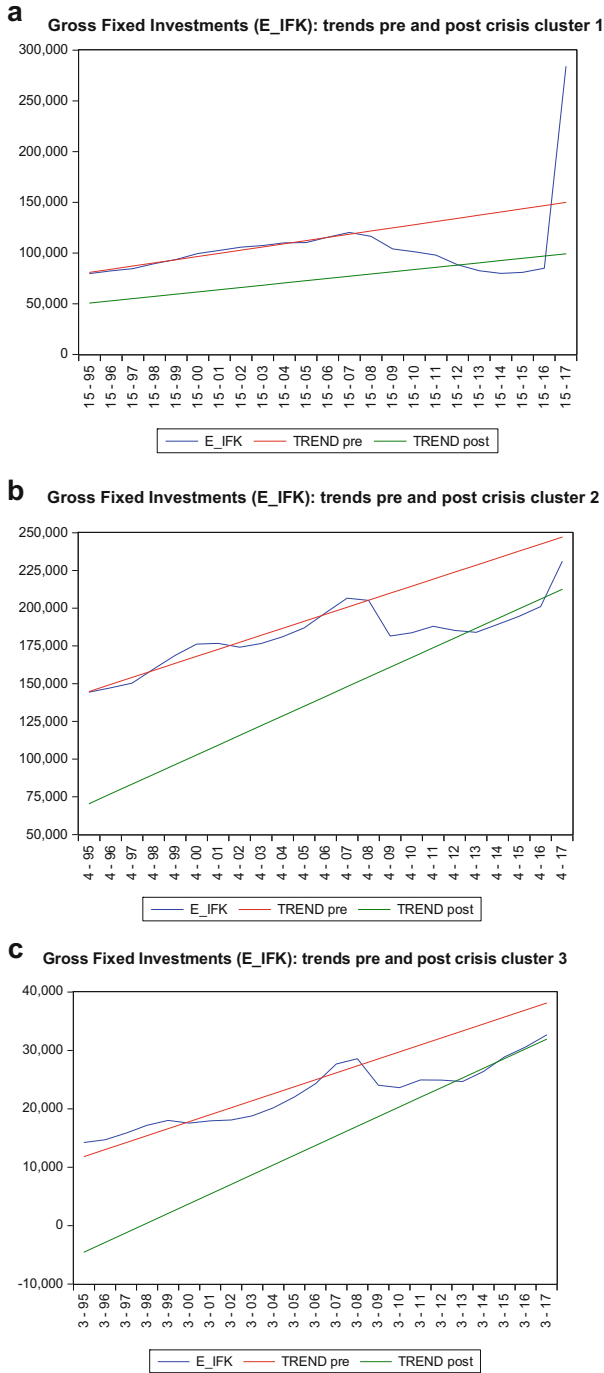 a
Gross Fixed Investments (E_IFK): trends pre and post crisis cluster 1
300,000
250,000
200,000
150,000
100,000
50,000
0
15 - 95
15 - 96
15 - 97
15 - 98
15 - 99
15 - 00
15 - 01
15 - 02
15 - 03
15 - 04
15 - 05
15 - 06
15 - 07
15 - 08
15 - 09
15 - 10
15 - 11
15 - 12
15 - 13
15 - 14
15 - 15
15 - 16
15 - 17
E_IFK TREND pre TREND post
b
Gross Fixed Investments (E_IFK): trends pre and post crisis cluster 2
250,000
225,000
200,000
175,000
150,000
125,000
100,000
75,000
50,000
4 - 95
4 - 96
4 - 97
4 - 98
4 - 99
4 - 00
4 - 01
4 - 02
4 - 03
4 - 04
4 - 05
4 - 06
4 - 07
4 - 08
4 - 09
4 - 10
4 - 11
4 - 12
4 - 13
4 - 14
4 - 15
4 - 16
4 - 17
E_IFK TREND pre TREND post
c
Gross Fixed Investments (E_IFK): trends pre and post crisis cluster 3
40,000
30,000
20,000
10,000
0
-10,000
3 - 95
3 - 96
3 - 97
3 - 98
3 - 99
3 - 00
3 - 01
3 - 02
3 - 03
3 - 04
3 - 05
3 - 06
3 - 07
3 - 08
3 - 09
3 - 10
3 - 11
3 - 12
3 - 13
3 - 14
3 - 15
3 - 16
3 - 17
E_IFK TREND pre TREND post